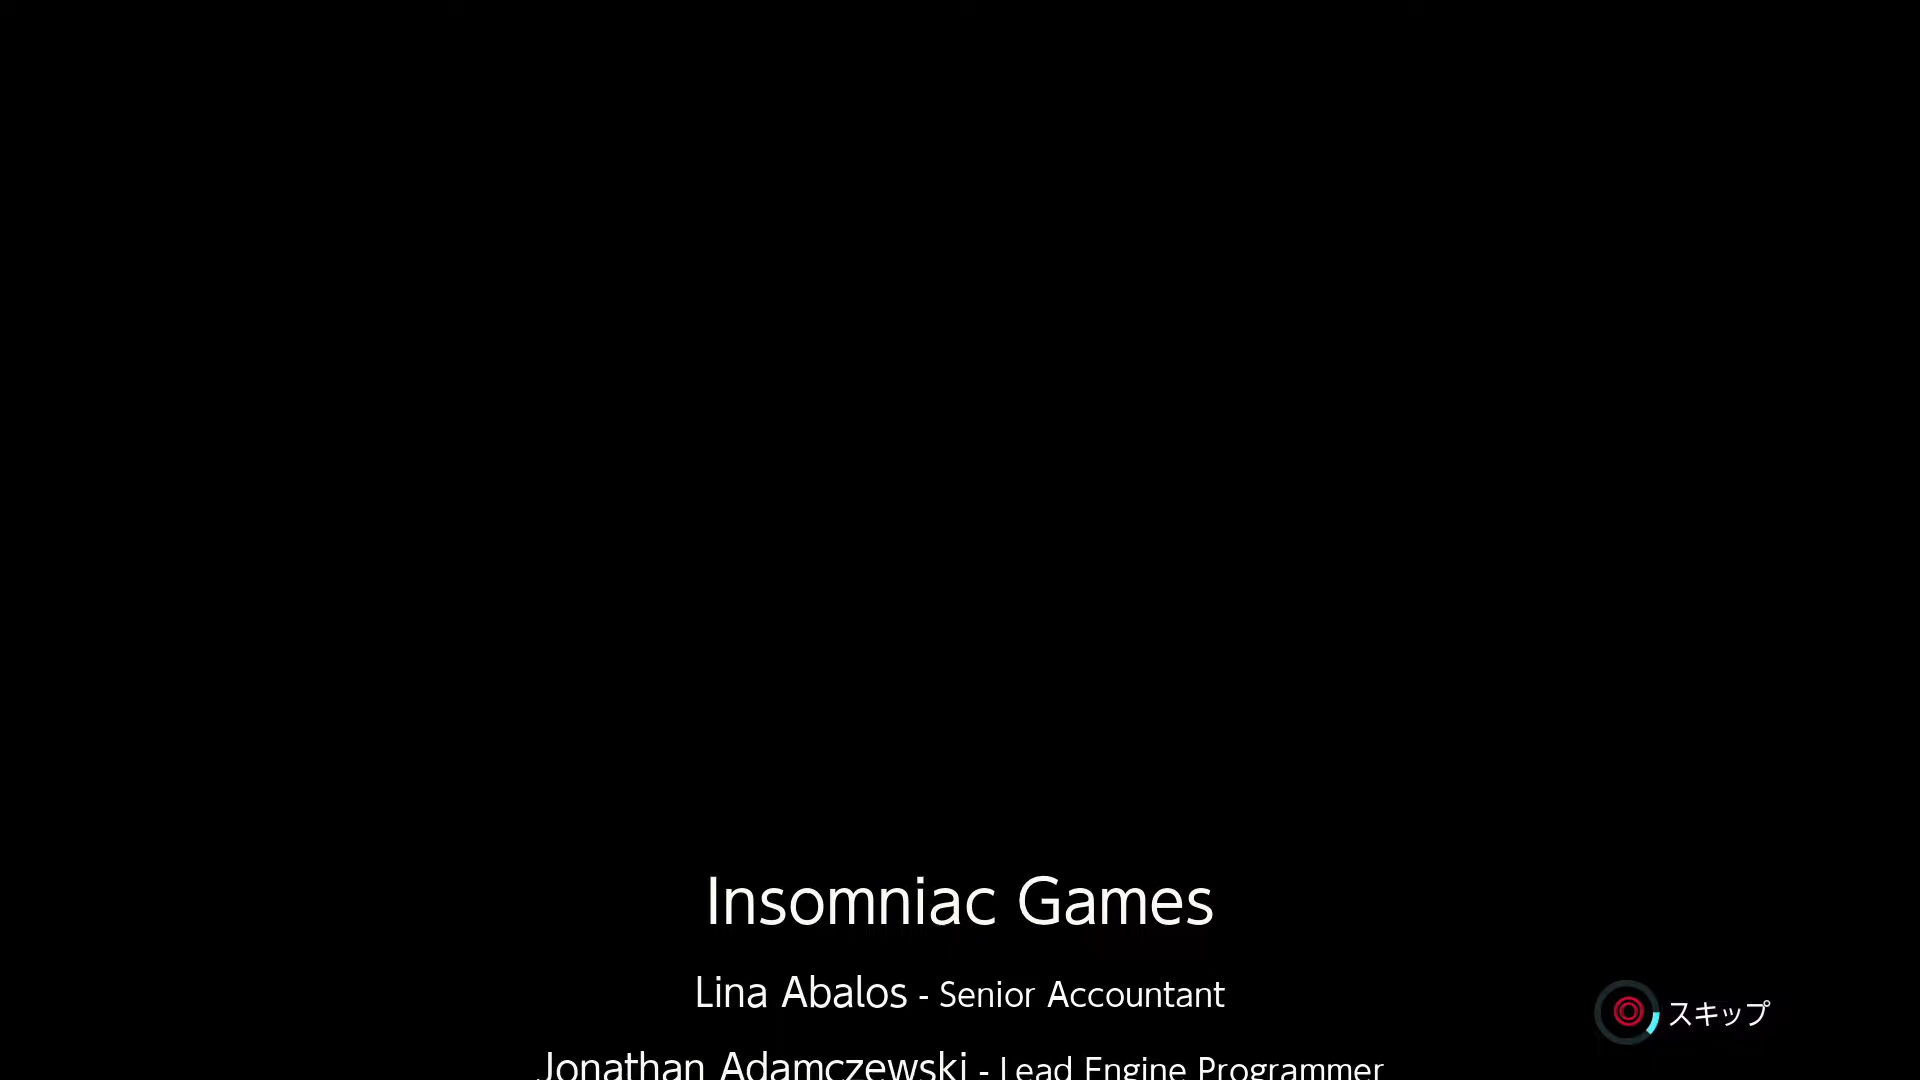 Insomniac Games
Lina Abalos - Senior Accountant
Jonathan Adamczewski - Lead Engine Programmer
スキップ